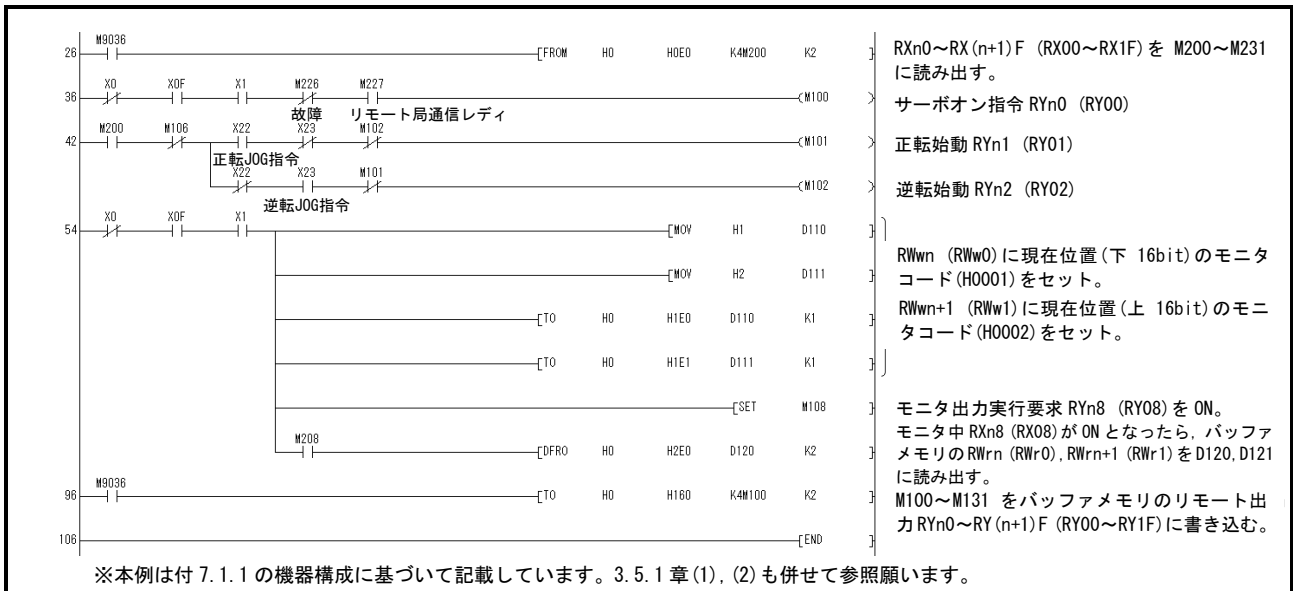 M9036
26 [FROM H0 H0E0 K4M200 K2 ] RXn0～RX(n+1)F (RX00～RX1F)を M200～M231
に読み出す。
X0 X0F X1 M226 M227
36 (M100 ) サーボオン指令 RYn0 (RY00)
故障 リモート局通信レディ
M200 M106 X22 X23 M102
42 (M101 ) 正転始動 RYn1 (RY01)
正転JOG指令
X22 X23 M101
(M102 ) 逆転始動 RYn2 (RY02)
逆転JOG指令
X0 X0F X1
54 [MOV H1 D110 ]
RWwn (RWw0)に現在位置(下 16bit)のモニタ
コード(H0001)をセット。
[MOV H2 D111 ]
RWwn+1 (RWw1)に現在位置(上 16bit)のモニ
タコード(H0002)をセット。
[TO H0 H1E0 D110 K1 ]
[TO H0 H1E1 D111 K1 ]
[SET M108 ] モニタ出力実行要求 RYn8 (RY08)を ON。
モニタ中 RXn8 (RX08)が ON となったら, バッファ
メモリの RWrn (RWr0), RWrn+1 (RWr1)を D120, D121
に読み出す。
M208
[DFRO H0 H2E0 D120 K2 ]
M9036
96 [TO H0 H160 K4M100 K2 ] M100～M131 をバッファメモリのリモート出
力 RYn0～RY(n+1)F (RY00～RY1F)に書き込む。
106 [END ]
※本例は付 7.1.1 の機器構成に基づいて記載しています。3.5.1 章(1), (2)も併せて参照願います。